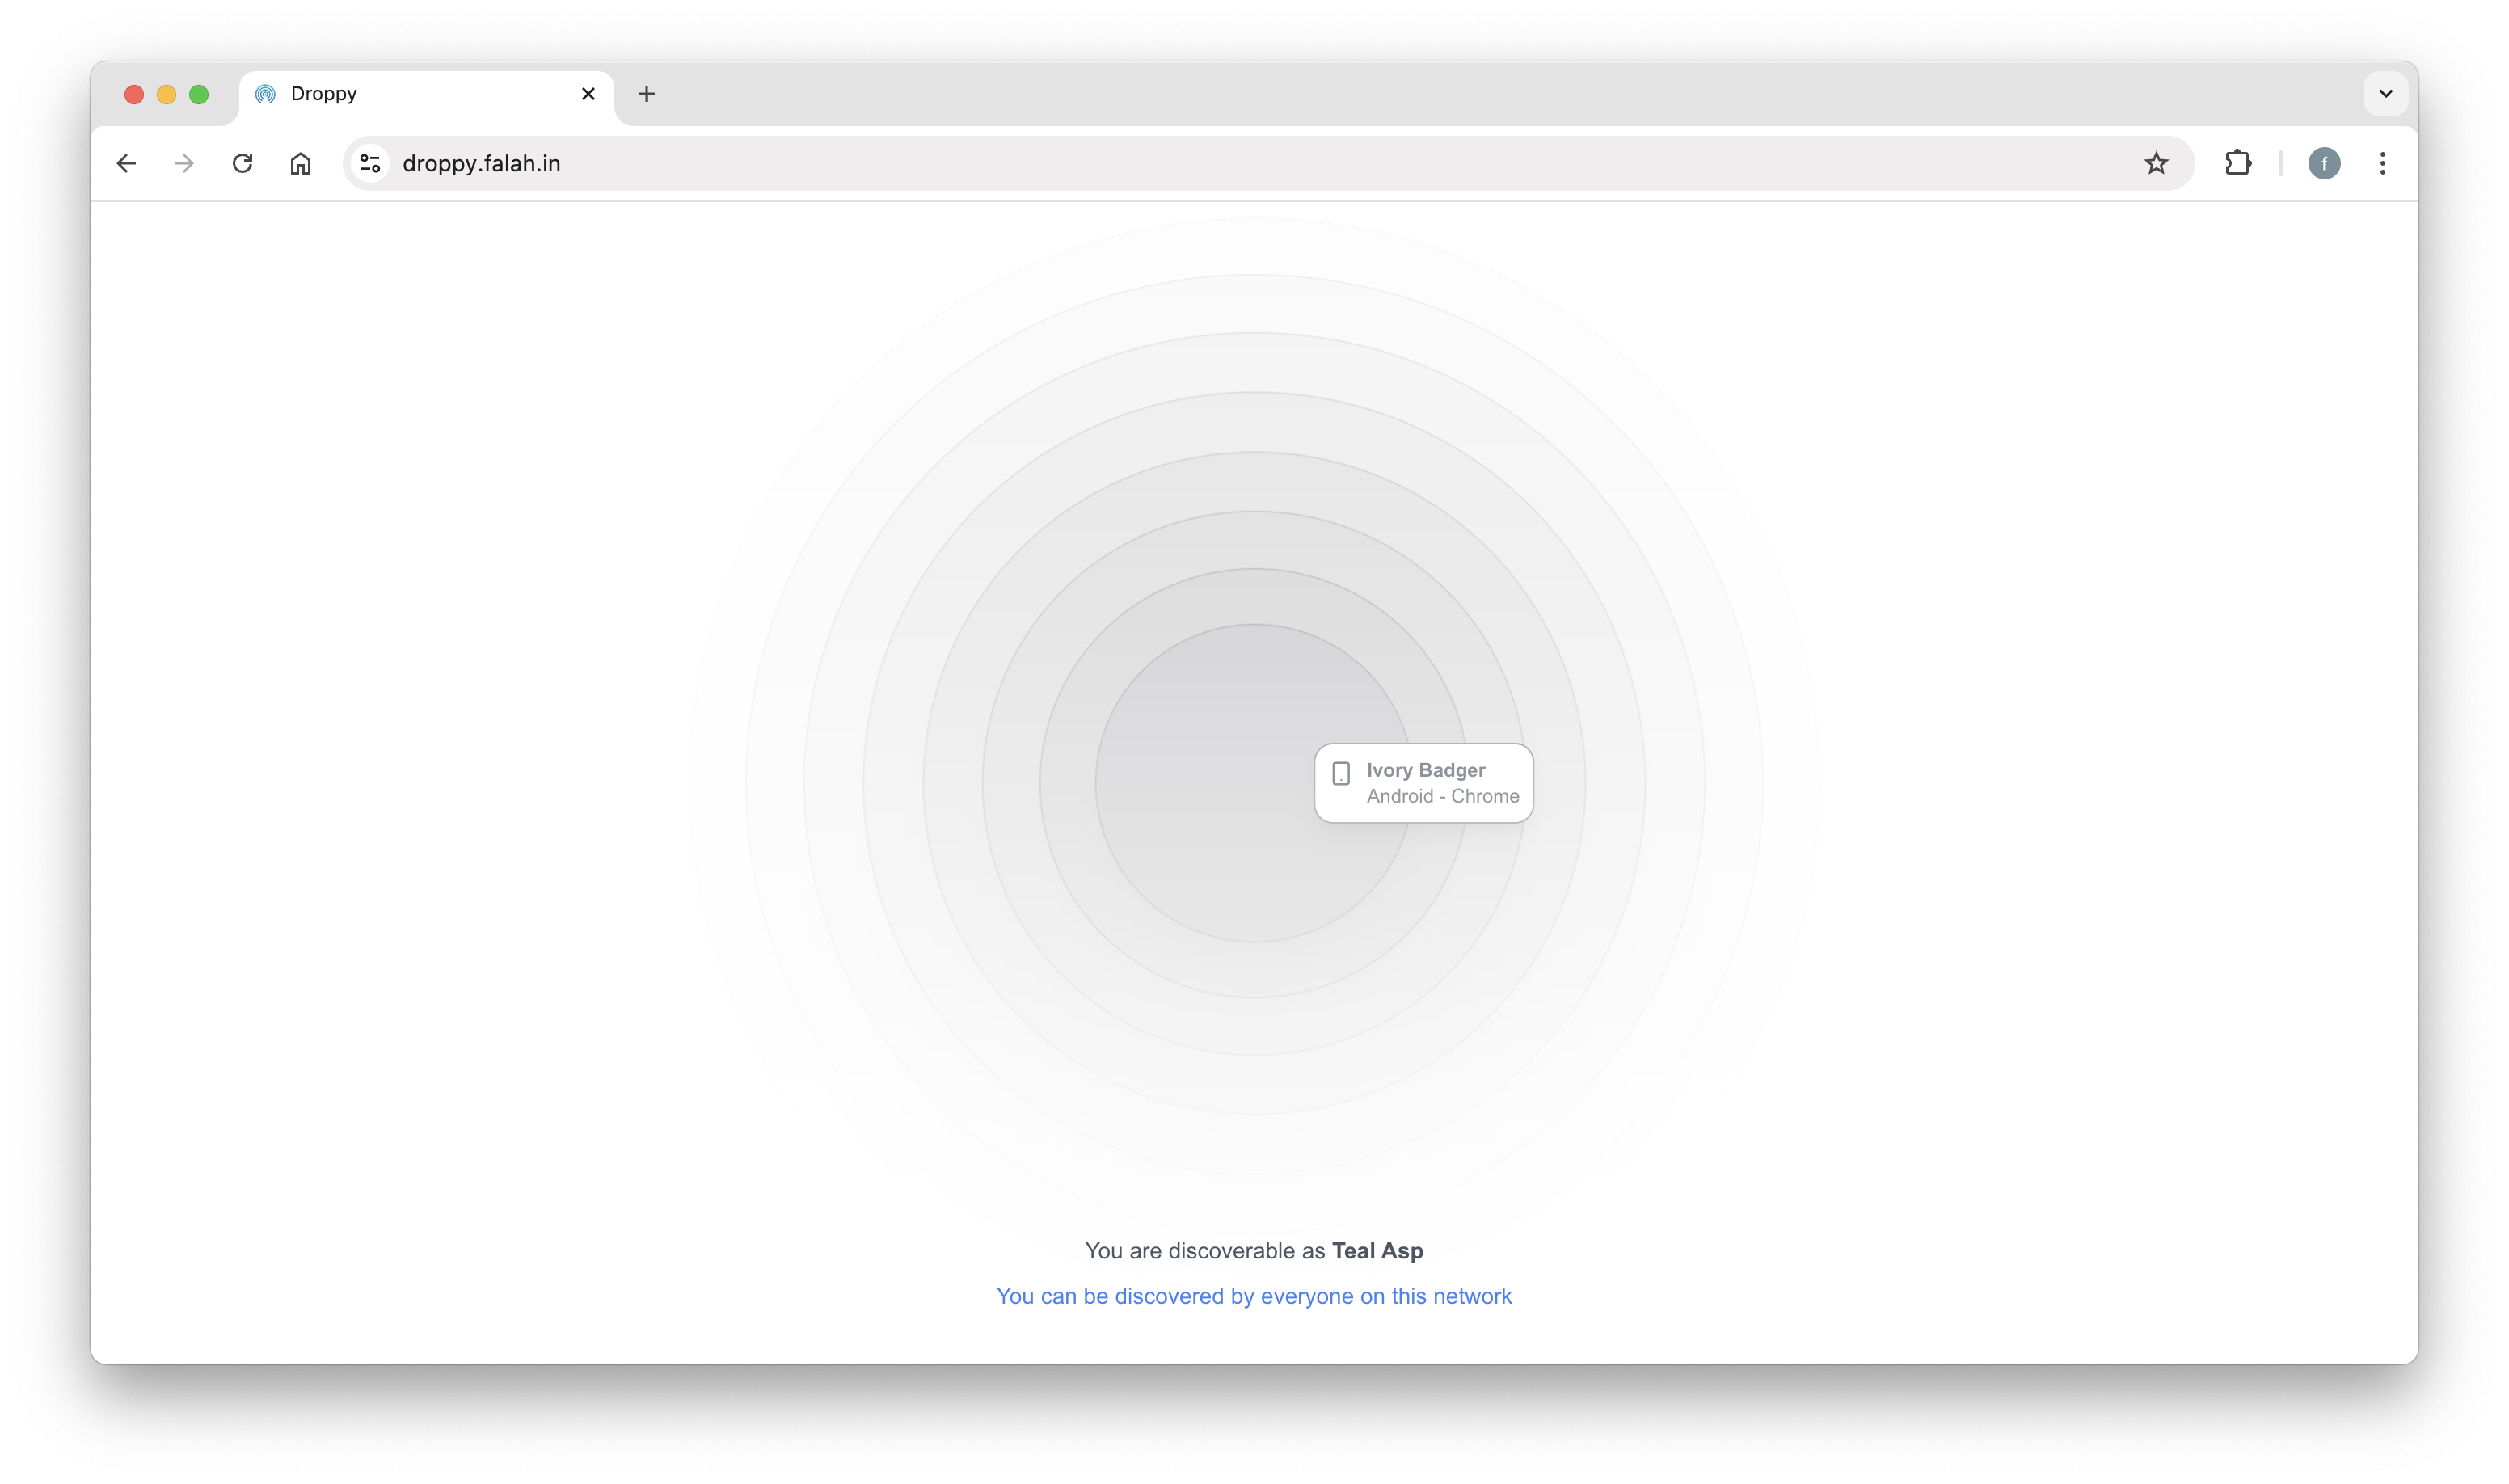 Droppy
droppy.falah.in
f
Ivory Badger
Android - Chrome
You are discoverable as Teal Asp
You can be discovered by everyone on this network